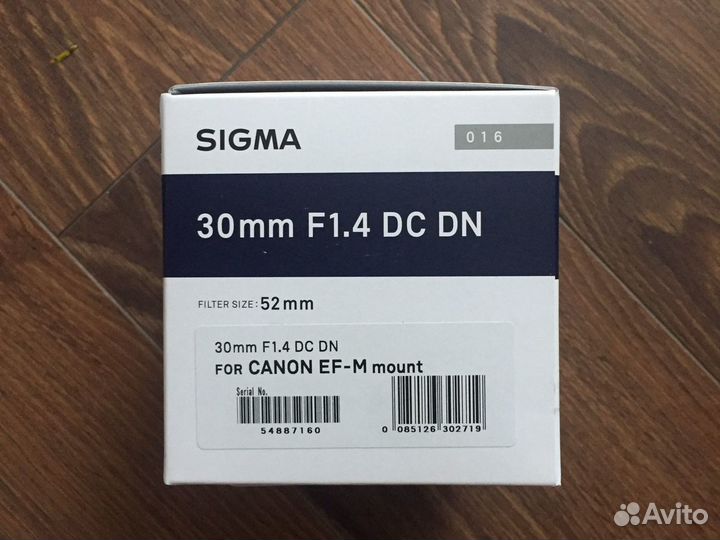 SIGMA
016
30mm F1.4 DC DN
FILTER SIZE: 52mm
30mm F1.4 DC DN
FOR CANON EF-M mount
Serial No.
54887160
0 085126 302719
Avito